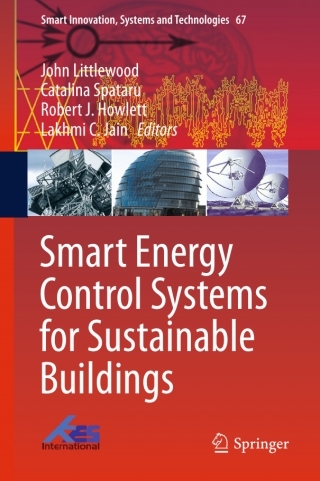 Smart Innovation, Systems and Technologies 67
John Littlewood
Catalina Spataru
Robert J. Howlett
Lakhmi C. Jain Editors
Smart Energy
Control Systems
for Sustainable
Buildings
KES
International
Springer